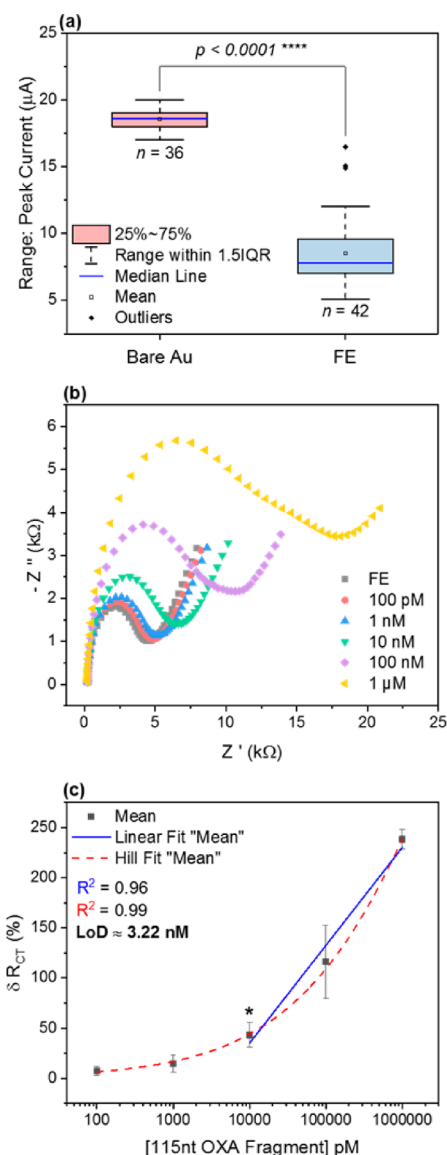 (a)
p < 0.0001 ****
Range: Peak Current (µA)
25
20
15
10
5
n = 36
n = 42
25%~75%
Range within 1.5IQR
Median Line
Mean
Outliers
Bare Au
FE
(b)
- Z '' (kΩ)
6
5
4
3
2
1
0
FE
100 pM
1 nM
10 nM
100 nM
1 µM
0 5 10 15 20 25
Z ' (kΩ)
(c)
δ R_CT (%)
250
200
150
100
50
0
Mean
Linear Fit "Mean"
Hill Fit "Mean"
R² = 0.96
R² = 0.99
LoD ≈ 3.22 nM
*
100 1000 10000 100000 1000000
[115nt OXA Fragment] pM